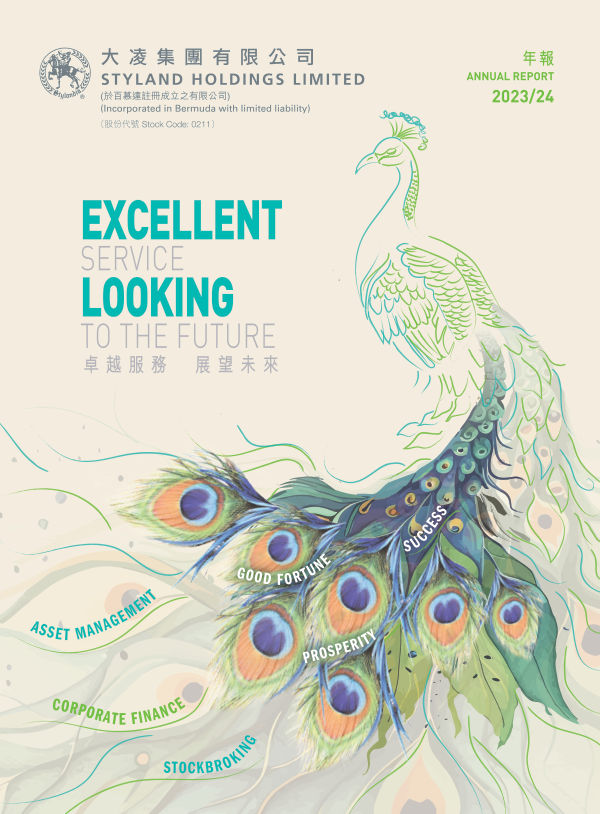 大凌集團有限公司
STYLAND HOLDINGS LIMITED
(於百慕達註冊成立之有限公司)
(Incorporated in Bermuda with limited liability)
(股份代號 Stock Code: 0211)
Styland
年報
ANNUAL REPORT
2023/24
EXCELLENT
SERVICE
LOOKING
TO THE FUTURE
卓越服務 展望未來
SUCCESS
GOOD FORTUNE
PROSPERITY
ASSET MANAGEMENT
CORPORATE FINANCE
STOCKBROKING